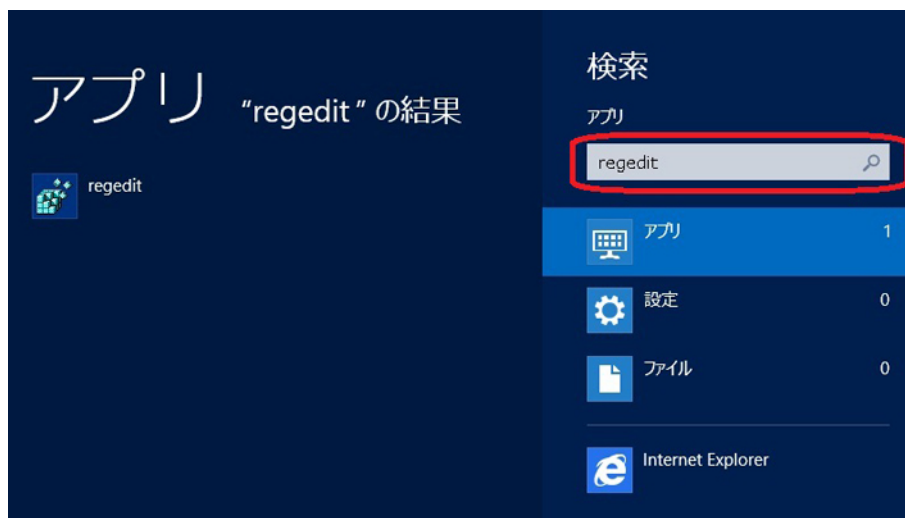 アプリ "regedit" の結果
regedit
検索
アプリ
regedit
アプリ 1
設定 0
ファイル 0
Internet Explorer